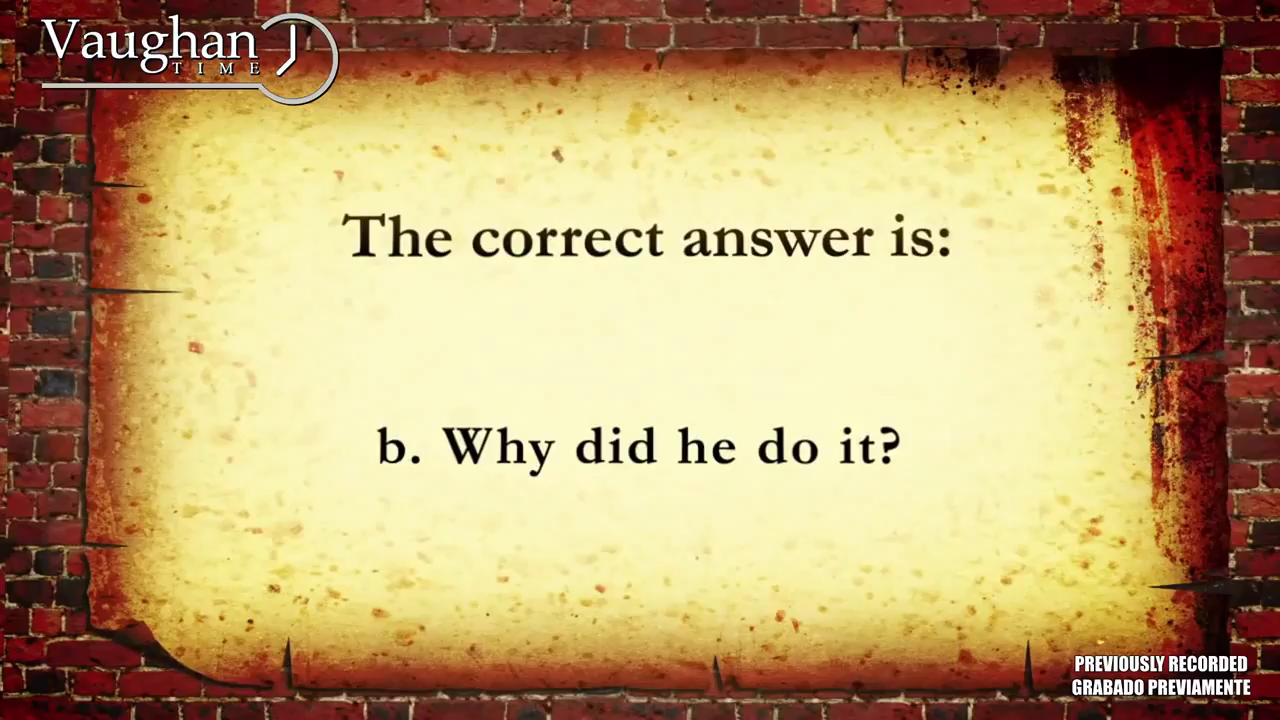 Vaughan
TIME
The correct answer is:
b. Why did he do it?
PREVIOUSLY RECORDED
GRABADO PREVIAMENTE